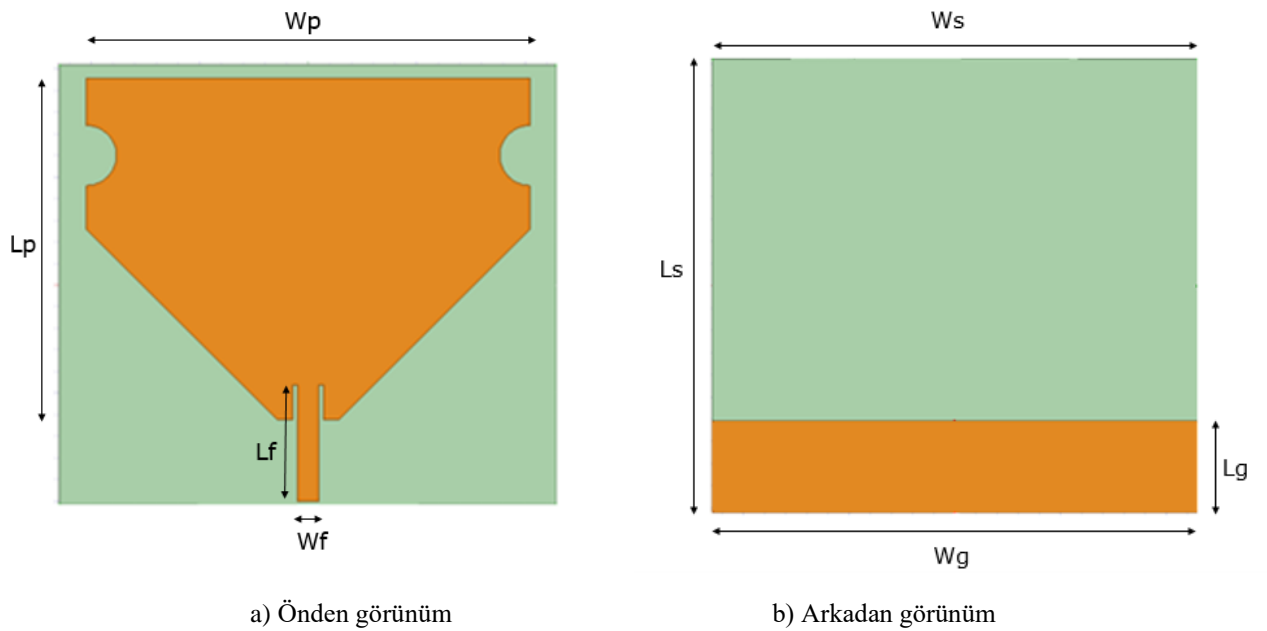 Wp
Lp
Lf
Wf
a) Önden görünüm
Ws
Ls
Lg
Wg
b) Arkadan görünüm